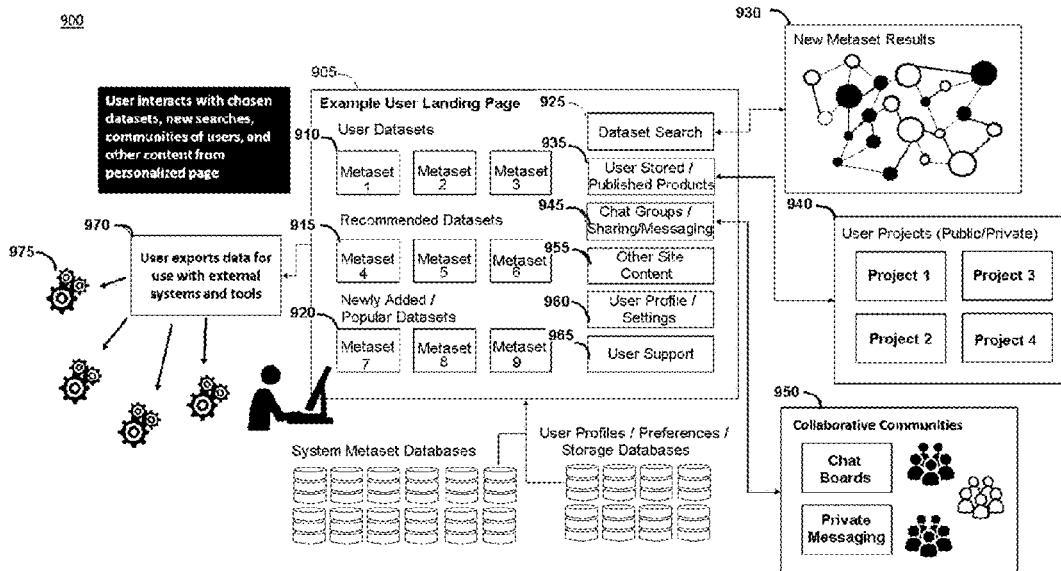 900
User interacts with chosen
datasets, new searches,
communities of users, and
other content from
personalized page
970
User exports data for
use with external
systems and tools
975
905
Example User Landing Page
910
User Datasets
Metaset
1
Metaset
2
Metaset
3
915
Recommended Datasets
Metaset
4
Metaset
5
Metaset
6
920
Newly Added /
Popular Datasets
Metaset
7
Metaset
8
Metaset
9
925
Dataset Search
935
User Stored /
Published Products
945
Chat Groups /
Sharing/Messaging
955
Other Site
Content
960
User Profile /
Settings
965
User Support
System Metaset Databases
User Profiles / Preferences /
Storage Databases
930
New Metaset Results
940
User Projects (Public/Private)
Project 1
Project 3
Project 2
Project 4
950
Collaborative Communities
Chat
Boards
Private
Messaging